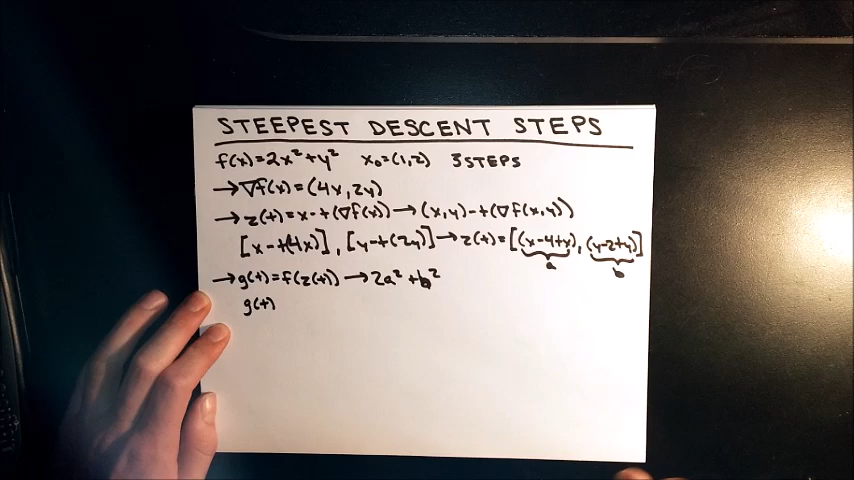 STEEPEST DESCENT STEPS
f(x)=2x²+y² x₀=(1,2) 3 STEPS
→∇f(x)=(4x,2y)
→z(t)=x-t(∇f(x))→(x,y)-t(∇f(x,y))
[x-t(4x)],[y-t(2y)]→z(t)=[(x-4tx),(y-2ty)]
a b
→g(t)=f(z(t))→2a²+b²
g(t)